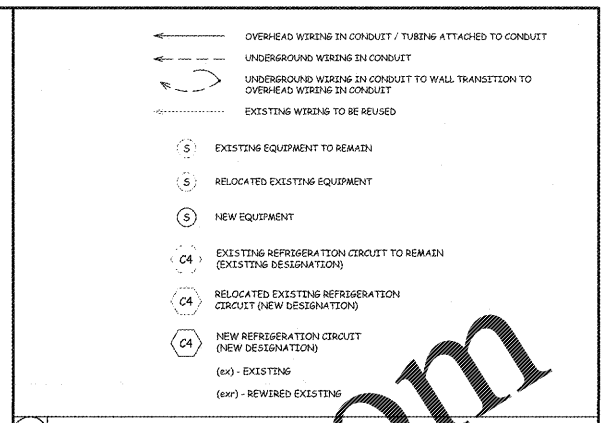 OVERHEAD WIRING IN CONDUIT / TUBING ATTACHED TO CONDUIT
UNDERGROUND WIRING IN CONDUIT
UNDERGROUND WIRING IN CONDUIT TO WALL TRANSITION TO
OVERHEAD WIRING IN CONDUIT
EXISTING WIRING TO BE REUSED
S EXISTING EQUIPMENT TO REMAIN
S RELOCATED EXISTING EQUIPMENT
S NEW EQUIPMENT
C4 EXISTING REFRIGERATION CIRCUIT TO REMAIN
(EXISTING DESIGNATION)
C4 RELOCATED EXISTING REFRIGERATION
CIRCUIT (NEW DESIGNATION)
C4 NEW REFRIGERATION CIRCUIT
(NEW DESIGNATION)
(ex) - EXISTING
(exr) - REWIRED EXISTING
om